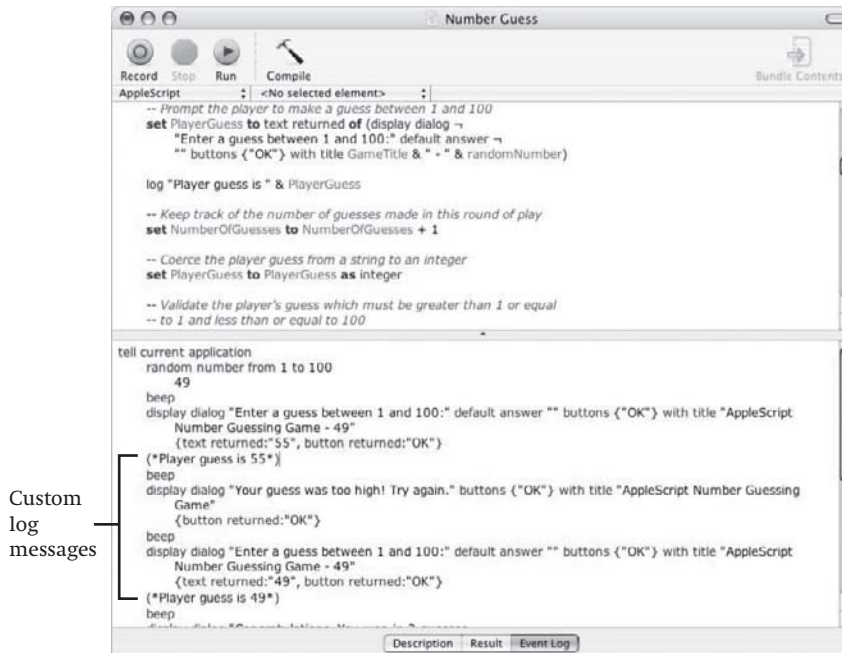 Number Guess
Record Stop Run Compile Bundle Contents
AppleScript <No selected element>
-- Prompt the player to make a guess between 1 and 100
set PlayerGuess to text returned of (display dialog ¬
"Enter a guess between 1 and 100:" default answer ¬
"" buttons {"OK"} with title GameTitle & " - " & randomNumber)
log "Player guess is " & PlayerGuess
-- Keep track of the number of guesses made in this round of play
set NumberOfGuesses to NumberOfGuesses + 1
-- Coerce the player guess from a string to an integer
set PlayerGuess to PlayerGuess as integer
-- Validate the player's guess which must be greater than 1 or equal
-- to 1 and less than or equal to 100
tell current application
random number from 1 to 100
49
beep
display dialog "Enter a guess between 1 and 100:" default answer "" buttons {"OK"} with title "AppleScript
Number Guessing Game - 49"
{text returned:"55", button returned:"OK"}
(*Player guess is 55*)
beep
display dialog "Your guess was too high! Try again." buttons {"OK"} with title "AppleScript Number Guessing
Game"
{button returned:"OK"}
beep
display dialog "Enter a guess between 1 and 100:" default answer "" buttons {"OK"} with title "AppleScript
Number Guessing Game - 49"
{text returned:"49", button returned:"OK"}
(*Player guess is 49*)
beep
Custom
log
messages
Description Result Event Log